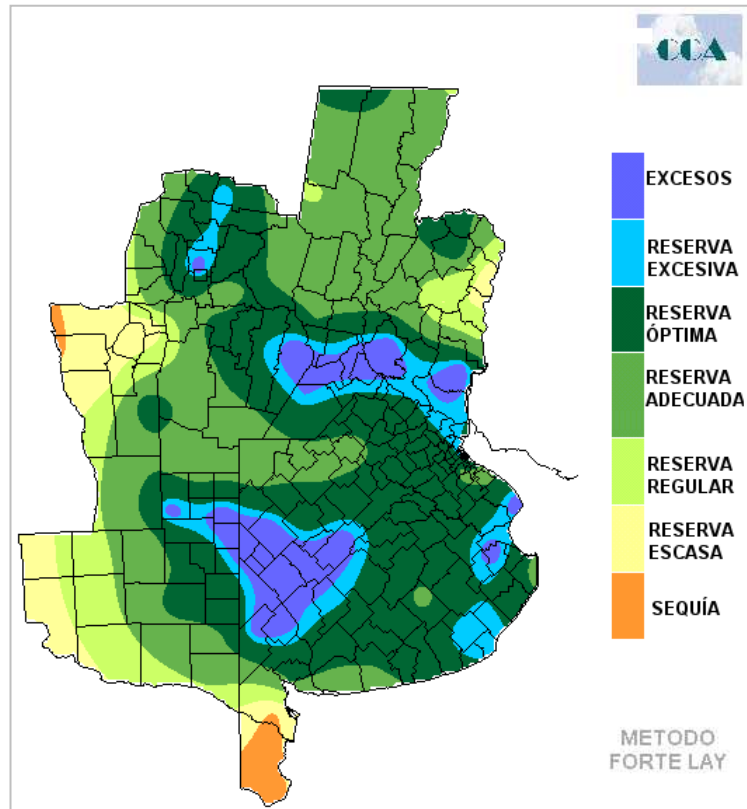 CCA
EXCESOS
RESERVA
EXCESIVA
RESERVA
ÓPTIMA
RESERVA
ADECUADA
RESERVA
REGULAR
RESERVA
ESCASA
SEQUÍA
METODO
FORTE LAY